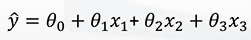 ŷ = θ₀ + θ₁x₁+ θ₂x₂ + θ₃x₃